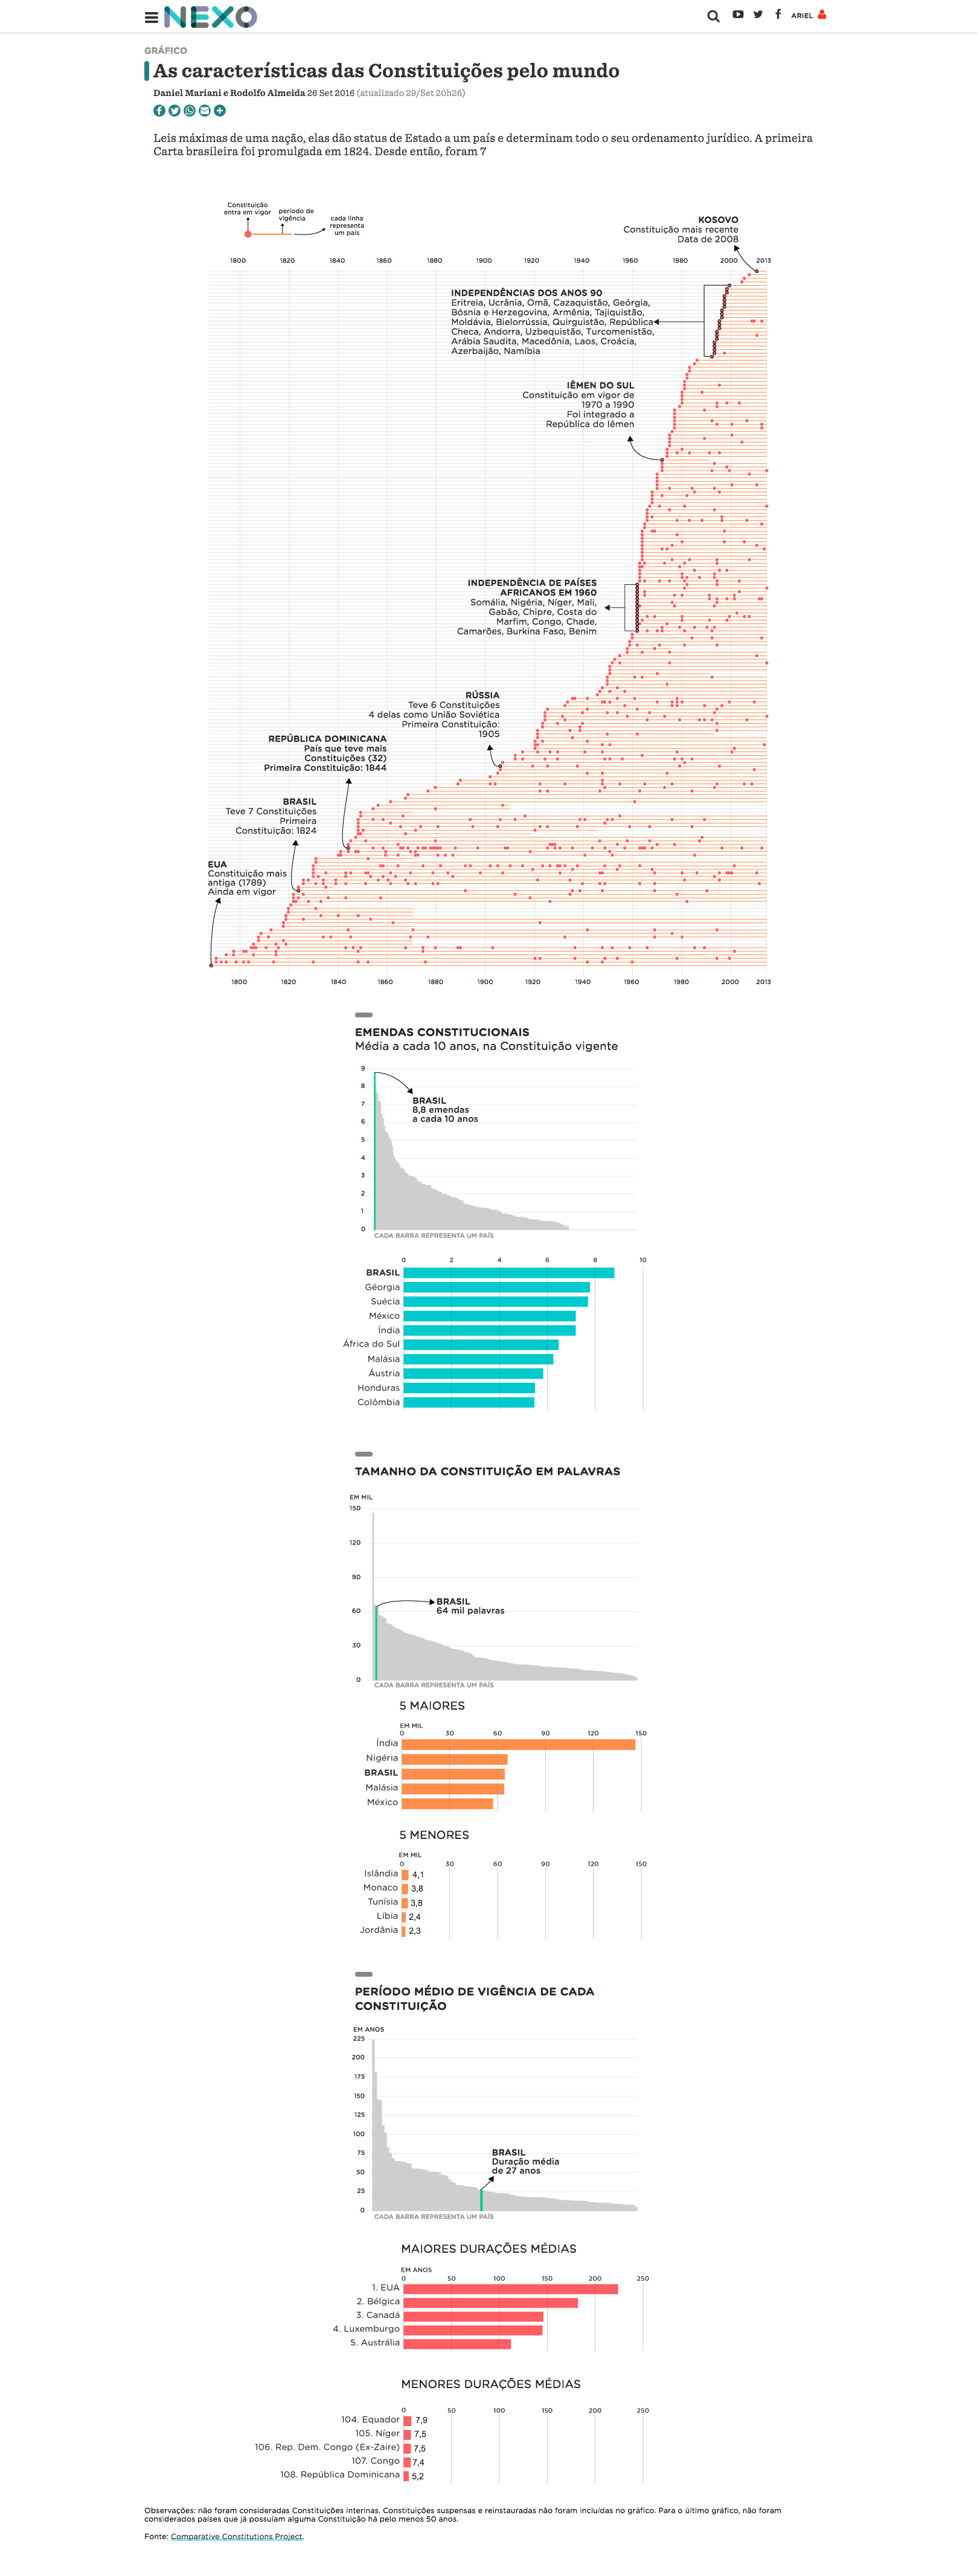 NEXO
ARIEL
GRÁFICO
As características das Constituições pelo mundo
Daniel Mariani e Rodolfo Almeida 26 Set 2016 (atualizado 29/Set 20h26)
Leis máximas de uma nação, elas dão status de Estado a um país e determinam todo o seu ordenamento jurídico. A primeira
Carta brasileira foi promulgada em 1824. Desde então, foram 7
Constituição
entra em vigor
período de
vigência
cada linha
representa
um país
KOSOVO
Constituição mais recente
Data de 2008
1800 1820 1840 1860 1880 1900 1920 1940 1960 1980 2000 2013
INDEPENDÊNCIAS DOS ANOS 90
Eritreia, Ucrânia, Omã, Cazaquistão, Geórgia,
Bósnia e Herzegovina, Armênia, Tajiquistão,
Moldávia, Bielorrússia, Quirguistão, República
Checa, Andorra, Uzbequistão, Turcomenistão,
Arábia Saudita, Macedônia, Laos, Croácia,
Azerbaijão, Namíbia
IÊMEN DO SUL
Constituição em vigor de
1970 a 1990
Foi integrado a
República do Iêmen
INDEPENDÊNCIA DE PAÍSES
AFRICANOS EM 1960
Somália, Nigéria, Níger, Mali,
Gabão, Chipre, Costa do
Marfim, Congo, Chade,
Camarões, Burkina Faso, Benim
RÚSSIA
Teve 6 Constituições
4 delas como União Soviética
Primeira Constituição:
1905
REPÚBLICA DOMINICANA
País que teve mais
Constituições (32)
Primeira Constituição: 1844
BRASIL
Teve 7 Constituições
Primeira
Constituição: 1824
EUA
Constituição mais
antiga (1789)
Ainda em vigor
1800 1820 1840 1860 1880 1900 1920 1940 1960 1980 2000 2013
EMENDAS CONSTITUCIONAIS
Média a cada 10 anos, na Constituição vigente
9
8
7
6
5
4
3
2
1
0
BRASIL
8,8 emendas
a cada 10 anos
CADA BARRA REPRESENTA UM PAÍS
0 2 4 6 8 10
BRASIL
Géorgia
Suécia
México
Índia
África do Sul
Malásia
Áustria
Honduras
Colômbia
TAMANHO DA CONSTITUIÇÃO EM PALAVRAS
EM MIL
150
120
90
60
30
0
BRASIL
64 mil palavras
CADA BARRA REPRESENTA UM PAÍS
5 MAIORES
EM MIL
0 30 60 90 120 150
Índia
Nigéria
BRASIL
Malásia
México
5 MENORES
EM MIL
0 30 60 90 120 150
Islândia 4,1
Monaco 3,8
Tunísia 3,8
Líbia 2,4
Jordânia 2,3
PERÍODO MÉDIO DE VIGÊNCIA DE CADA
CONSTITUIÇÃO
EM ANOS
225
200
175
150
125
100
75
50
25
0
BRASIL
Duração média
de 27 anos
CADA BARRA REPRESENTA UM PAÍS
MAIORES DURAÇÕES MÉDIAS
EM ANOS
0 50 100 150 200 250
1. EUA
2. Bélgica
3. Canadá
4. Luxemburgo
5. Austrália
MENORES DURAÇÕES MÉDIAS
0 50 100 150 200 250
104. Equador 7,9
105. Níger 7,5
106. Rep. Dem. Congo (Ex-Zaire) 7,5
107. Congo 7,4
108. República Dominicana 5,2
Observações: não foram consideradas Constituições interinas. Constituições suspensas e reinstauradas não foram incluídas no gráfico. Para o último gráfico, não foram
considerados países que já possuíam alguma Constituição há pelo menos 50 anos.
Fonte: Comparative Constitutions Project.